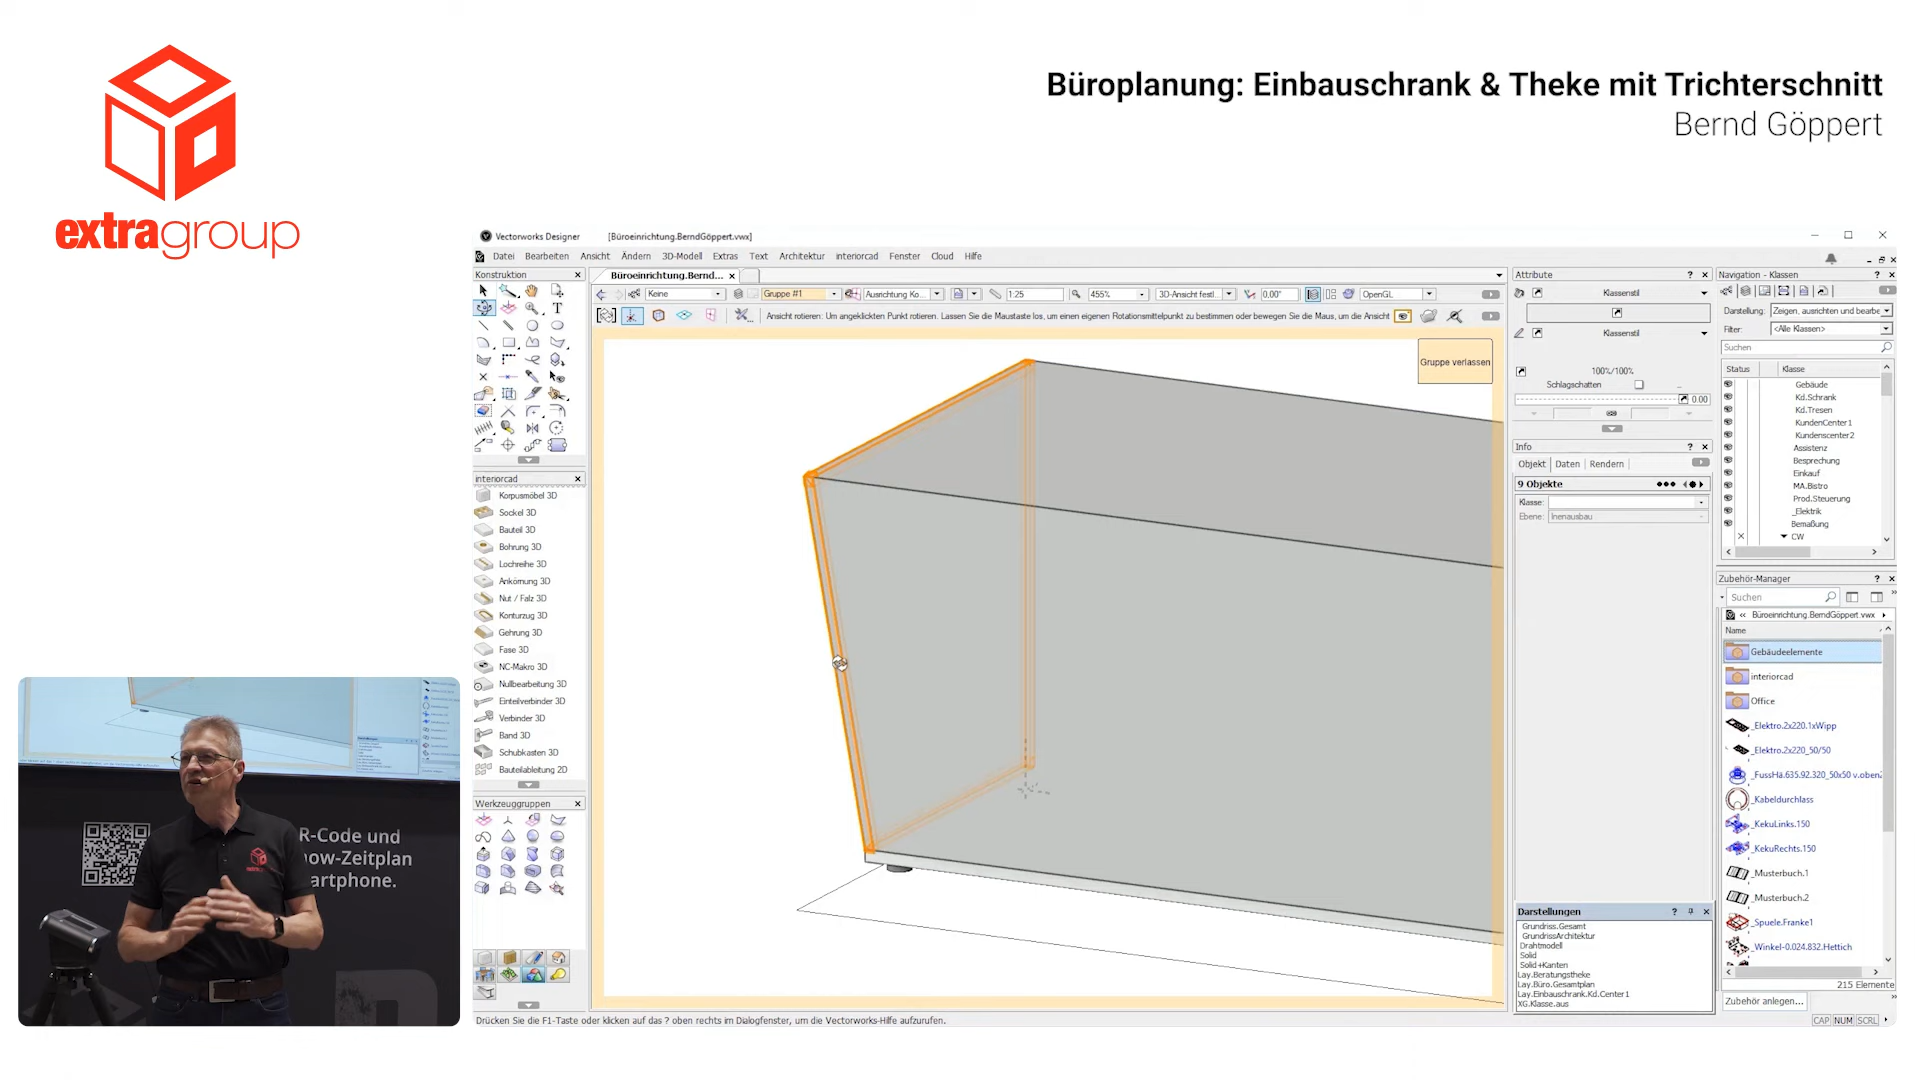 extragroup
Büroplanung: Einbauschrank & Theke mit Trichterschnitt
Bernd Göppert
Vectorworks Designer [Büroeinrichtung.BerndGöppert.vwx]
Datei Bearbeiten Ansicht Ändern 3D-Modell Extras Text Architektur interiorcad Fenster Cloud Hilfe
Konstruktion
Büroeinrichtung.Bernd...
Keine
Gruppe #1
Ausrichtung Ko...
1:25
455%
3D-Ansicht festl...
0,00°
OpenGL
Ansicht rotieren: Um angeklickten Punkt rotieren. Lassen Sie die Maustaste los, um einen eigenen Rotationsmittelpunkt zu bestimmen oder bewegen Sie die Maus, um die Ansicht
Gruppe verlassen
interiorcad
Korpusmöbel 3D
Sockel 3D
Bauteil 3D
Bohrung 3D
Lochreihe 3D
Ankörnung 3D
Nut / Falz 3D
Konturzug 3D
Gehrung 3D
Fase 3D
NC-Makro 3D
Nullbearbeitung 3D
Einteilverbinder 3D
Verbinder 3D
Band 3D
Schubkasten 3D
Bauteilableitung 2D
Werkzeuggruppen
Attribute
Klassenstil
Klassenstil
100%/100%
Schlagschatten
0.00
Info
Objekt Daten Rendern
9 Objekte
Klasse:
Ebene: Innenausbau
Darstellungen
Grundriss.Gesamt
GrundrissArchitektur
Drahtmodell
Solid
Solid+Kanten
Lay.Beratungstheke
Lay.Büro.Gesamtplan
Lay.Einbauschrank.Kd.Center1
XG.Klasse.aus
Navigation - Klassen
Darstellung: Zeigen, ausrichten und bearbe
Filter: <Alle Klassen>
Suchen
Status Klasse
Gebäude
Kd.Schrank
Kd.Tresen
KundenCenter1
Kundenscenter2
Assistenz
Besprechung
Einkauf
MA.Bistro
Prod.Steuerung
_Elektrik
Bemaßung
CW
Zubehör-Manager
Suchen
Büroeinrichtung.BerndGöppert.vwx
Name
Gebäudeelemente
interiorcad
Office
_Elektro.2x220.1xWipp
_Elektro.2x220_50/50
_FussHä.635.92.320_50x50 v.oben2
_Kabeldurchlass
_KekuLinks.150
_KekuRechts.150
_Musterbuch.1
_Musterbuch.2
_Spuele.Franke1
_Winkel-0.024.832.Hettich
215 Elemente
Zubehör anlegen...
Drücken Sie die F1-Taste oder klicken auf das ? oben rechts im Dialogfenster, um die Vectorworks-Hilfe aufzurufen.
CAP NUM SCRL
R-Code und
how-Zeitplan
artphone.